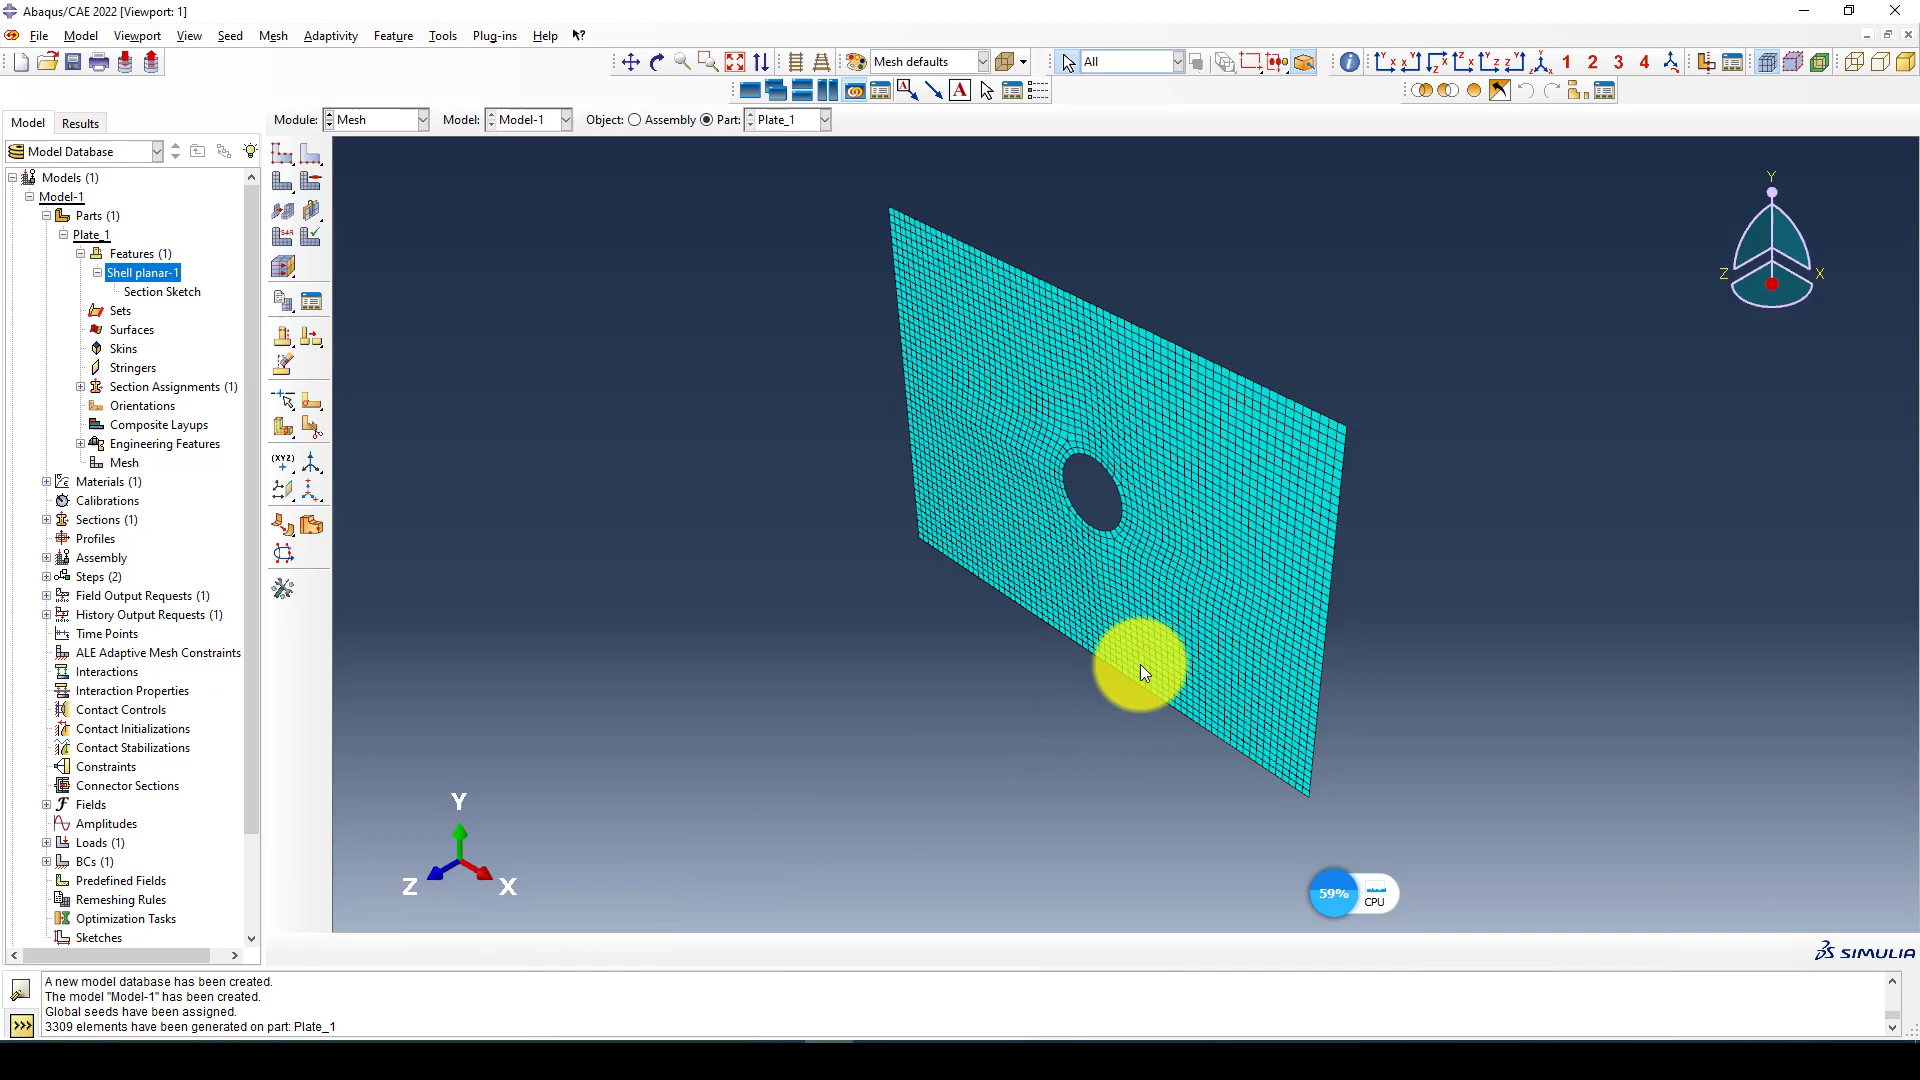 Abaqus/CAE 2022 [Viewport: 1]
File Model Viewport View Seed Mesh Adaptivity Feature Tools Plug-ins Help
Mesh defaults
All
1 2 3 4
Model Results
Module: Mesh Model: Model-1 Object: Assembly Part: Plate_1
Model Database
Models (1)
Model-1
Parts (1)
Plate_1
Features (1)
Shell planar-1
Section Sketch
Sets
Surfaces
Skins
Stringers
Section Assignments (1)
Orientations
Composite Layups
Engineering Features
Mesh
Materials (1)
Calibrations
Sections (1)
Profiles
Assembly
Steps (2)
Field Output Requests (1)
History Output Requests (1)
Time Points
ALE Adaptive Mesh Constraints
Interactions
Interaction Properties
Contact Controls
Contact Initializations
Contact Stabilizations
Constraints
Connector Sections
Fields
Amplitudes
Loads (1)
BCs (1)
Predefined Fields
Remeshing Rules
Optimization Tasks
Sketches
S4R
(XYZ)
Y
Z
X
Y
Z
X
59%
CPU
SIMULIA
A new model database has been created.
The model "Model-1" has been created.
Global seeds have been assigned.
3309 elements have been generated on part: Plate_1